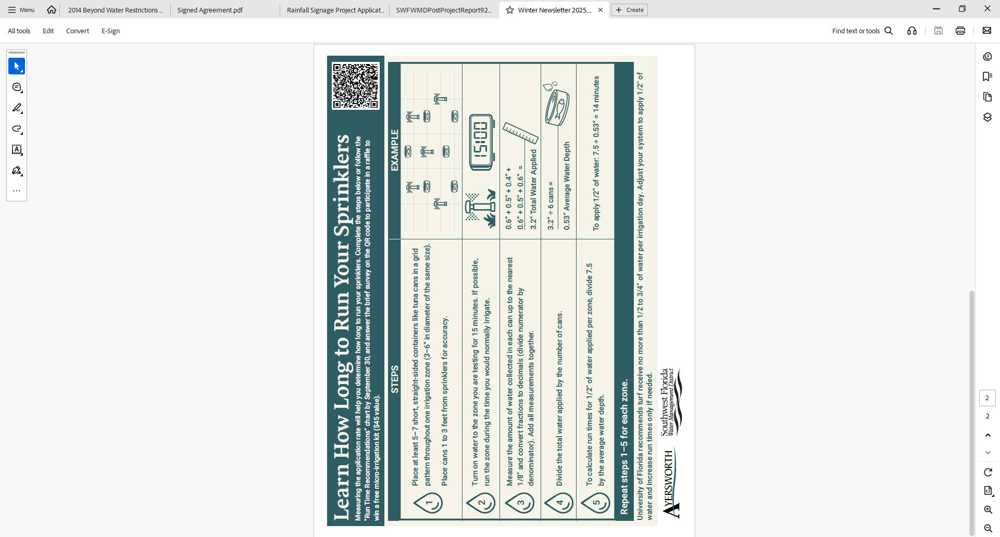 Menu
2014 Beyond Water Restrictions ...
Signed Agreement.pdf
Rainfall Signage Project Applicat...
SWFWMDPostProjectReport9.2...
Winter Newsletter 2025....
Create
All tools
Edit
Convert
E-Sign
Find text or tools
Learn How Long to Run Your Sprinklers
Measuring the application rate will help you determine how long to run your sprinklers. Complete the steps below or follow the
"Run Time Recommendations" chart by September 30, and answer the brief survey on the QR code to participate in a raffle to
win a free micro-irrigation kit ($45 value).
STEPS
EXAMPLE
1
Place at least 5–7 short, straight-sided containers like tuna cans in a grid
pattern throughout one irrigation zone (3–6" in diameter of the same size).
Place cans 1 to 3 feet from sprinklers for accuracy.
2
Turn on water to the zone you are testing for 15 minutes. If possible,
run the zone during the time you would normally irrigate.
15:00
3
Measure the amount of water collected in each can up to the nearest
1/8" and convert fractions to decimals (divide numerator by
denominator). Add all measurements together.
0.6" + 0.5" + 0.4" +
0.6" + 0.5" + 0.6" =
3.2" Total Water Applied
4
Divide the total water applied by the number of cans.
3.2" ÷ 6 cans =
0.53" Average Water Depth
5
To calculate run times for 1/2" of water applied per zone, divide 7.5
by the average water depth.
To apply 1/2" of water: 7.5 ÷ 0.53" = 14 minutes
Repeat steps 1–5 for each zone.
University of Florida recommends turf receive no more than 1/2 to 3/4" of water per irrigation day. Adjust your system to apply 1/2" of
water and increase run times only if needed.
AYERSWORTH
Southwest Florida
Water Management District
2
2
1:1